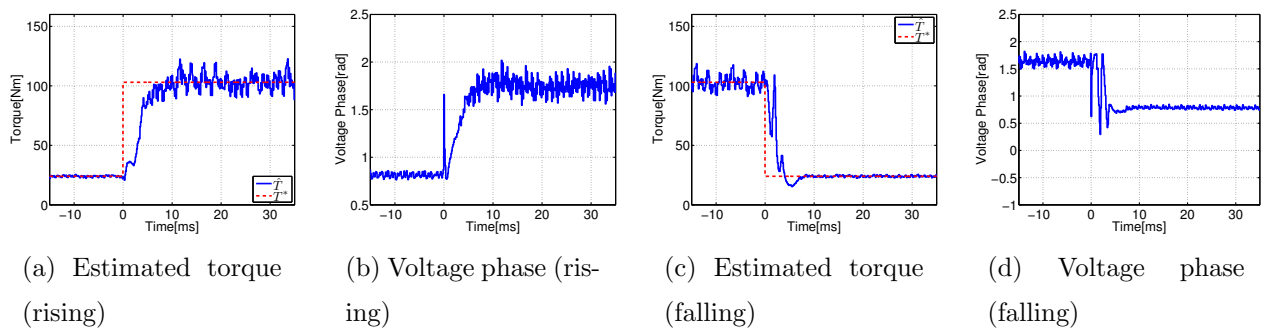 150
100
50
0
Torque[Nm]
−10 0 10 20 30
Time[ms]
T̂
T*
2.5
2
1.5
1
0.5
Voltage Phase[rad]
−10 0 10 20 30
Time[ms]
150
100
50
0
Torque[Nm]
−10 0 10 20 30
Time[ms]
T̂
T*
2.5
2
1.5
1
0.5
0
−0.5
−1
Voltage Phase[rad]
−10 0 10 20 30
Time[ms]
(a) Estimated torque
(rising)
(b) Voltage phase (ris-
ing)
(c) Estimated torque
(falling)
(d) Voltage phase
(falling)